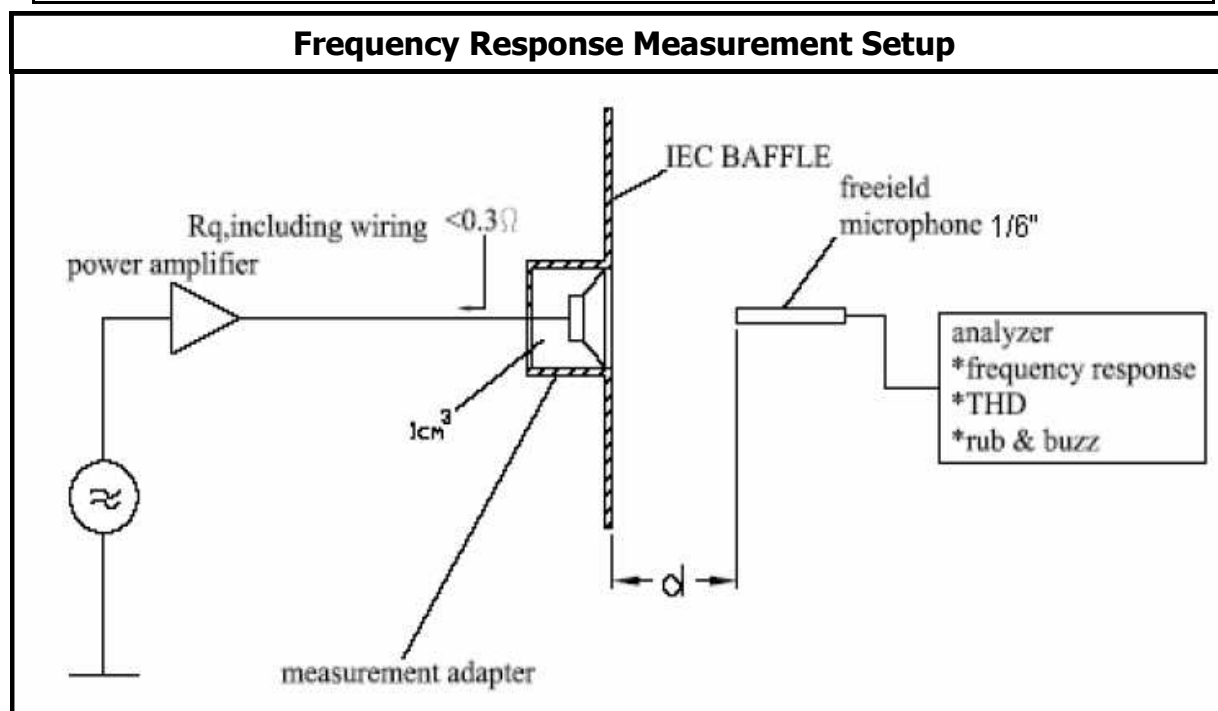 Frequency Response Measurement Setup
IEC BAFFLE
freeield
microphone 1/6"
Rq,including wiring <0.3Ω
power amplifier
analyzer
*frequency response
*THD
*rub & buzz
1cm³
d
measurement adapter